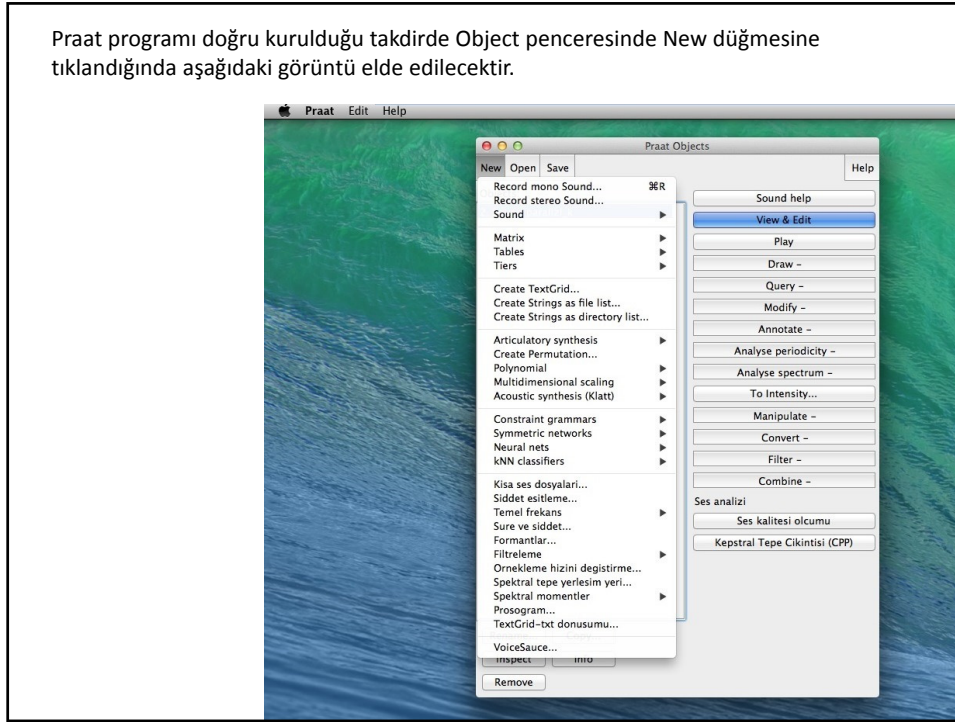 Praat programı doğru kurulduğu takdirde Object penceresinde New düğmesine
tıklandığında aşağıdaki görüntü elde edilecektir.
Praat Edit Help
Praat Objects
New Open Save Help
Record mono Sound... ⌘R
Record stereo Sound...
Sound
Matrix
Tables
Tiers
Create TextGrid...
Create Strings as file list...
Create Strings as directory list...
Articulatory synthesis
Create Permutation...
Polynomial
Multidimensional scaling
Acoustic synthesis (Klatt)
Constraint grammars
Symmetric networks
Neural nets
kNN classifiers
Kisa ses dosyalari...
Siddet esitleme...
Temel frekans
Sure ve siddet...
Formantlar...
Filtreleme
Ornekleme hizini degistirme...
Spektral tepe yerlesim yeri...
Spektral momentler
Prosogram...
TextGrid-txt donusumu...
VoiceSauce...
Inspect Info
Remove
Sound help
View & Edit
Play
Draw -
Query -
Modify -
Annotate -
Analyse periodicity -
Analyse spectrum -
To Intensity...
Manipulate -
Convert -
Filter -
Combine -
Ses analizi
Ses kalitesi olcumu
Kepstral Tepe Cikintisi (CPP)